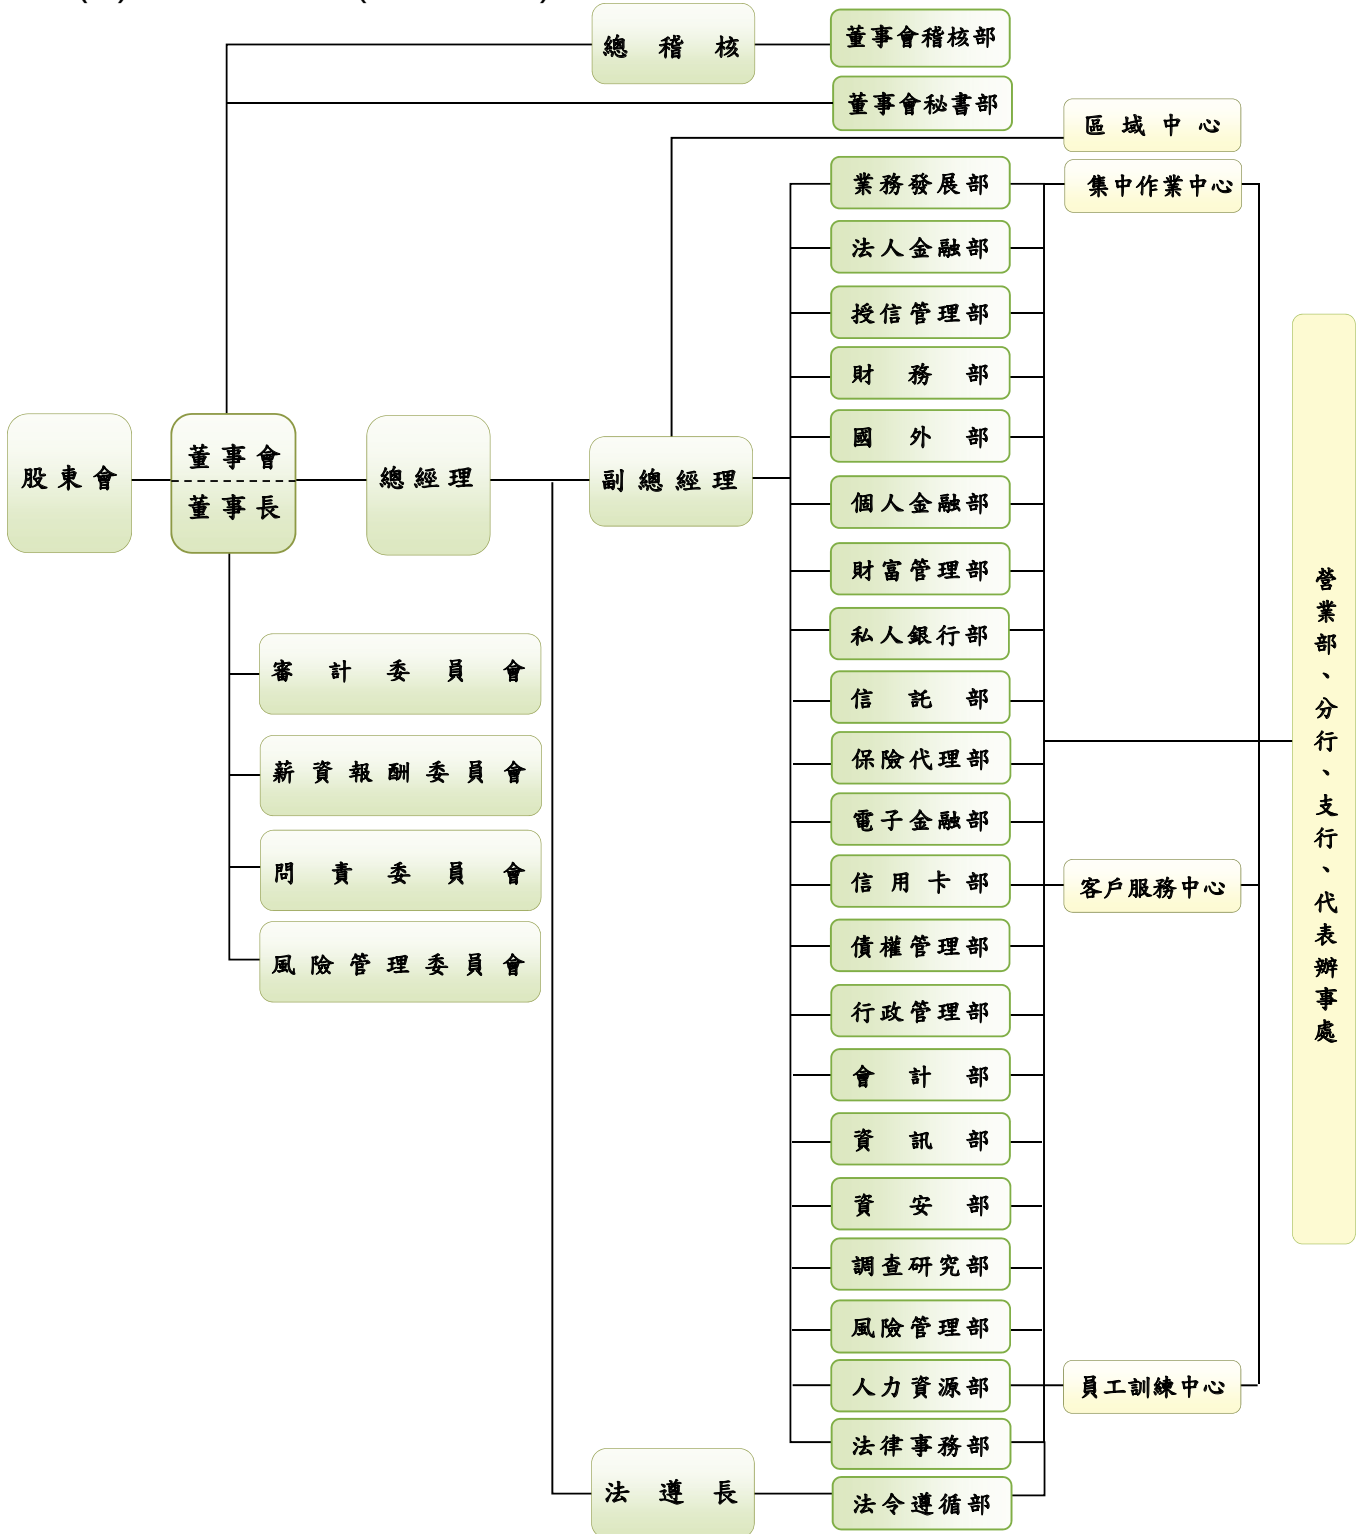 總稽核
董事會稽核部
董事會秘書部
區域中心
業務發展部
集中作業中心
法人金融部
授信管理部
財務部
國外部
股東會
董事會
董事長
總經理
副總經理
個人金融部
財富管理部
私人銀行部
審計委員會
信託部
薪資報酬委員會
保險代理部
電子金融部
問責委員會
信用卡部
客戶服務中心
風險管理委員會
債權管理部
行政管理部
會計部
資訊部
資安部
調查研究部
風險管理部
人力資源部
員工訓練中心
法律事務部
法遵長
法令遵循部
營業部、分行、支行、代表辦事處